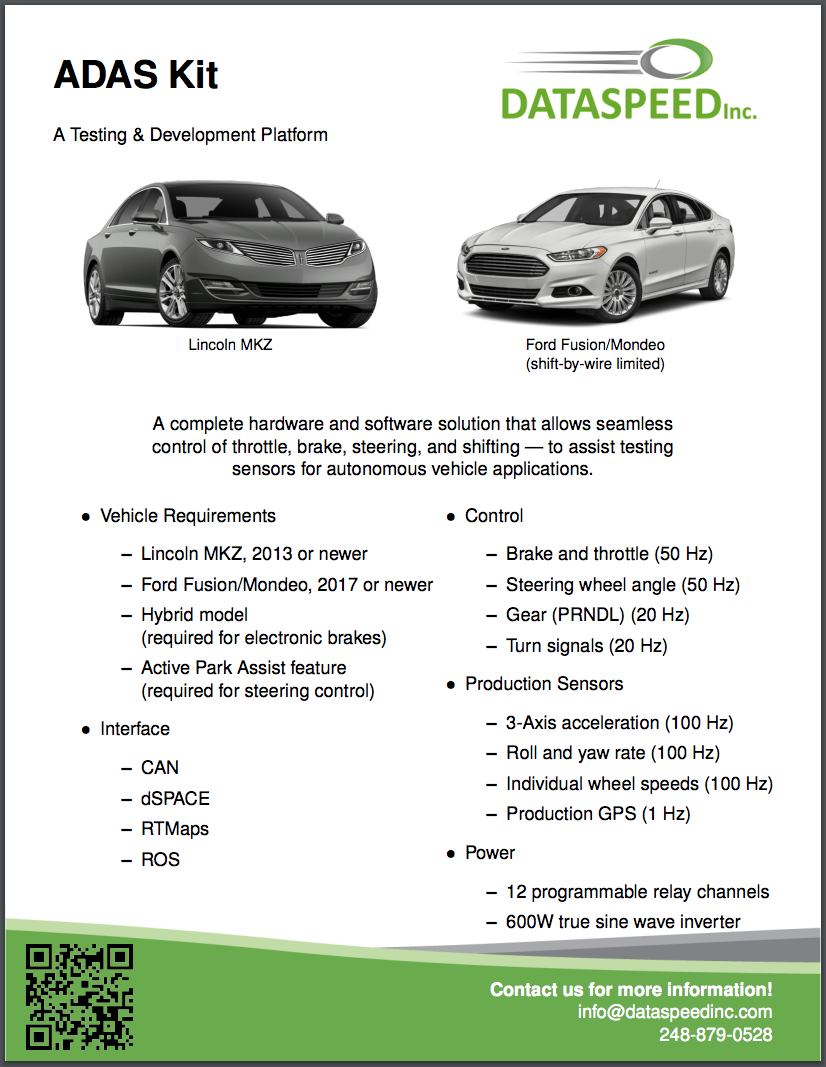 ADAS Kit
DATASPEED Inc.
A Testing & Development Platform
Lincoln MKZ
Ford Fusion/Mondeo
(shift-by-wire limited)
A complete hardware and software solution that allows seamless
control of throttle, brake, steering, and shifting — to assist testing
sensors for autonomous vehicle applications.
● Vehicle Requirements
– Lincoln MKZ, 2013 or newer
– Ford Fusion/Mondeo, 2017 or newer
– Hybrid model
(required for electronic brakes)
– Active Park Assist feature
(required for steering control)
● Interface
– CAN
– dSPACE
– RTMaps
– ROS
● Control
– Brake and throttle (50 Hz)
– Steering wheel angle (50 Hz)
– Gear (PRNDL) (20 Hz)
– Turn signals (20 Hz)
● Production Sensors
– 3-Axis acceleration (100 Hz)
– Roll and yaw rate (100 Hz)
– Individual wheel speeds (100 Hz)
– Production GPS (1 Hz)
● Power
– 12 programmable relay channels
– 600W true sine wave inverter
Contact us for more information!
info@dataspeedinc.com
248-879-0528